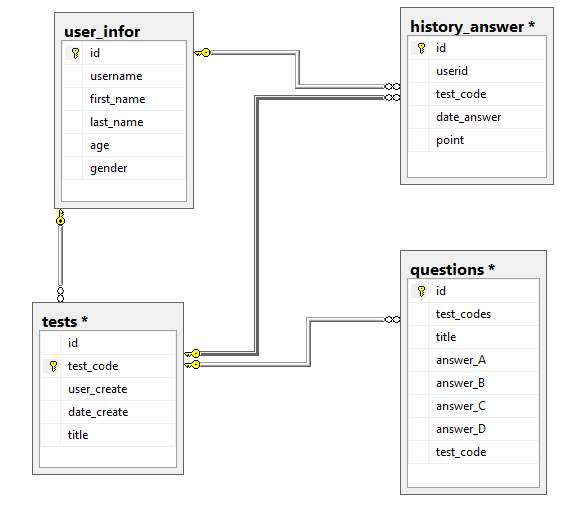 user_infor
id
username
first_name
last_name
age
gender
history_answer *
id
userid
test_code
date_answer
point
tests *
id
test_code
user_create
date_create
title
questions *
id
test_codes
title
answer_A
answer_B
answer_C
answer_D
test_code